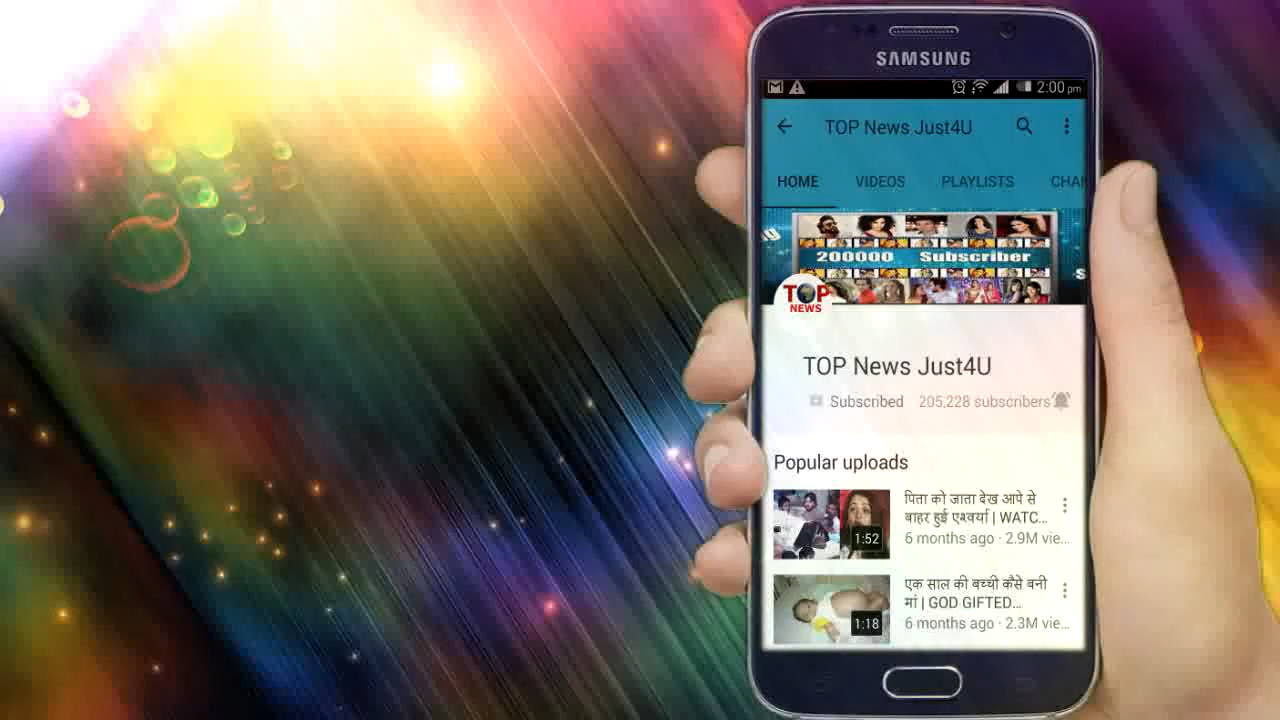 SAMSUNG
2:00 pm
TOP News Just4U
HOME VIDEOS PLAYLISTS CHAN
200000 Subscriber
TOP
NEWS
TOP News Just4U
Subscribed 205,228 subscribers
Popular uploads
पिता को जाता देख आपे से
बाहर हुई एश्वर्या | WATC...
6 months ago · 2.9M vie...
1:52
एक साल की बच्ची कैसे बनी
मां | GOD GIFTED...
6 months ago · 2.3M vie...
1:18